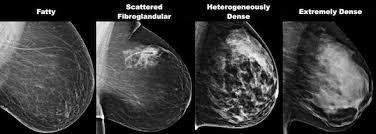 Fatty
Scattered
Fibroglandular
Heterogeneously
Dense
Extremely Dense